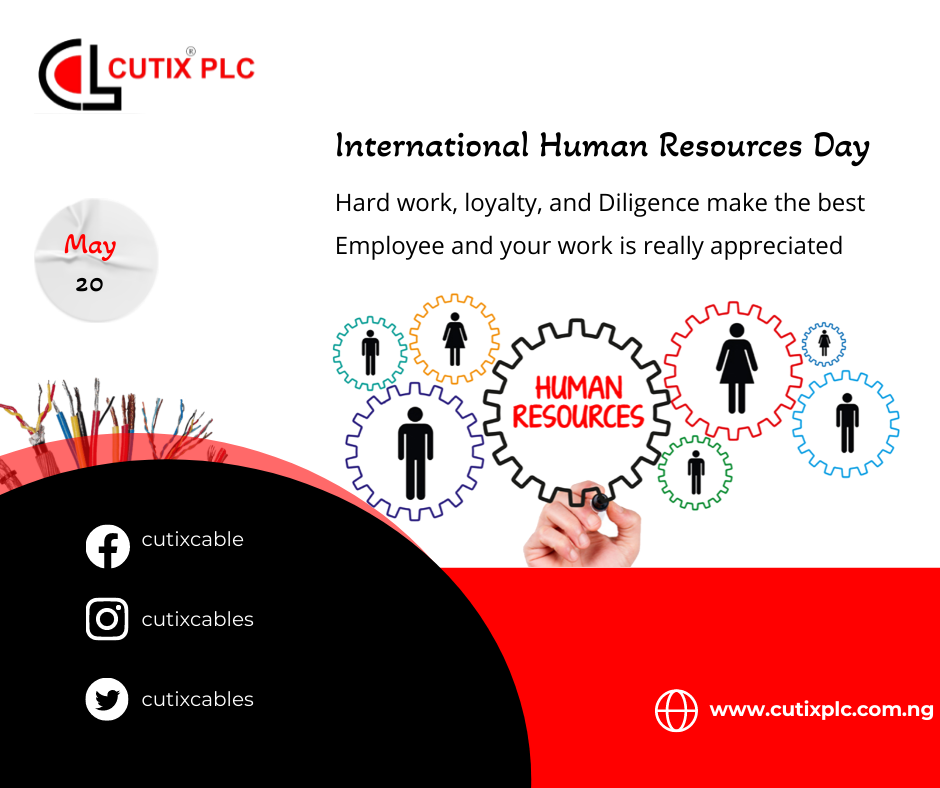 CUTIX PLC
®
International Human Resources Day
Hard work, loyalty, and Diligence make the best
Employee and your work is really appreciated
May
20
HUMAN
RESOURCES
cutixcable
cutixcables
cutixcables
www.cutixplc.com.ng